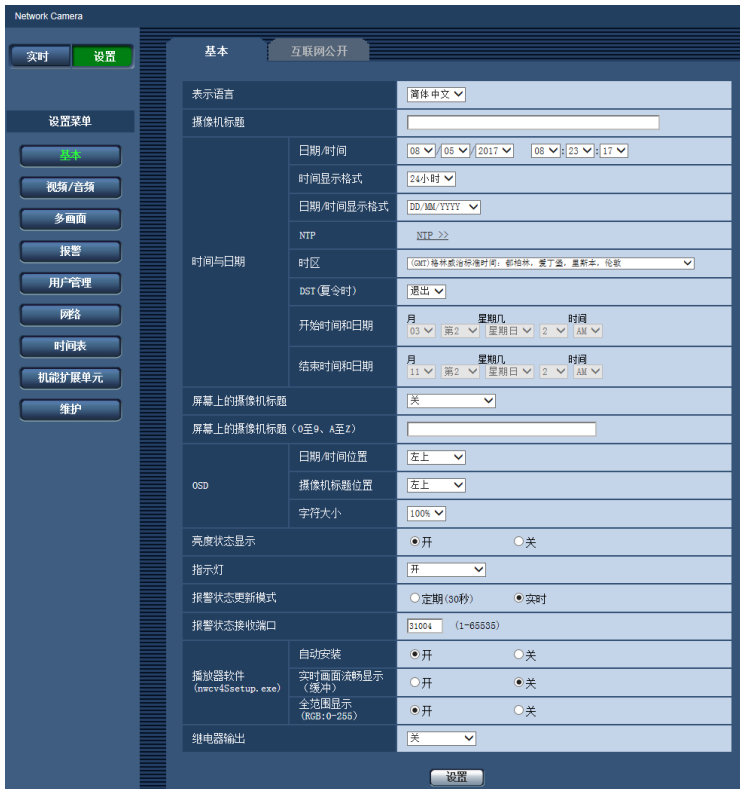 Network Camera
实时 设置
基本 互联网公开
设置菜单
基本
视频/音频
多画面
报警
用户管理
网络
时间表
机能扩展单元
维护
表示语言 简体中文
摄像机标题
时间与日期
日期/时间 08 / 05 / 2017 08 : 23 : 17
时间显示格式 24小时
日期/时间显示格式 DD/MM/YYYY
NTP NTP >>
时区 (GMT)格林威治标准时间: 都柏林, 爱丁堡, 里斯本, 伦敦
DST(夏令时) 退出
开始时间和日期
月 星期几 时间
03 第2 星期日 2 AM
结束时间和日期
月 星期几 时间
11 第2 星期日 2 AM
屏幕上的摄像机标题 关
屏幕上的摄像机标题(0至9、A至Z)
OSD
日期/时间位置 左上
摄像机标题位置 左上
字符大小 100%
亮度状态显示 开 关
指示灯 开
报警状态更新模式 定期(30秒) 实时
报警状态接收端口 31004 (1-65535)
播放器软件
(nwcv4Ssetup.exe)
自动安装 开 关
实时画面流畅显示
(缓冲)
开 关
全范围显示
(RGB:0-255)
开 关
继电器输出 关
设置